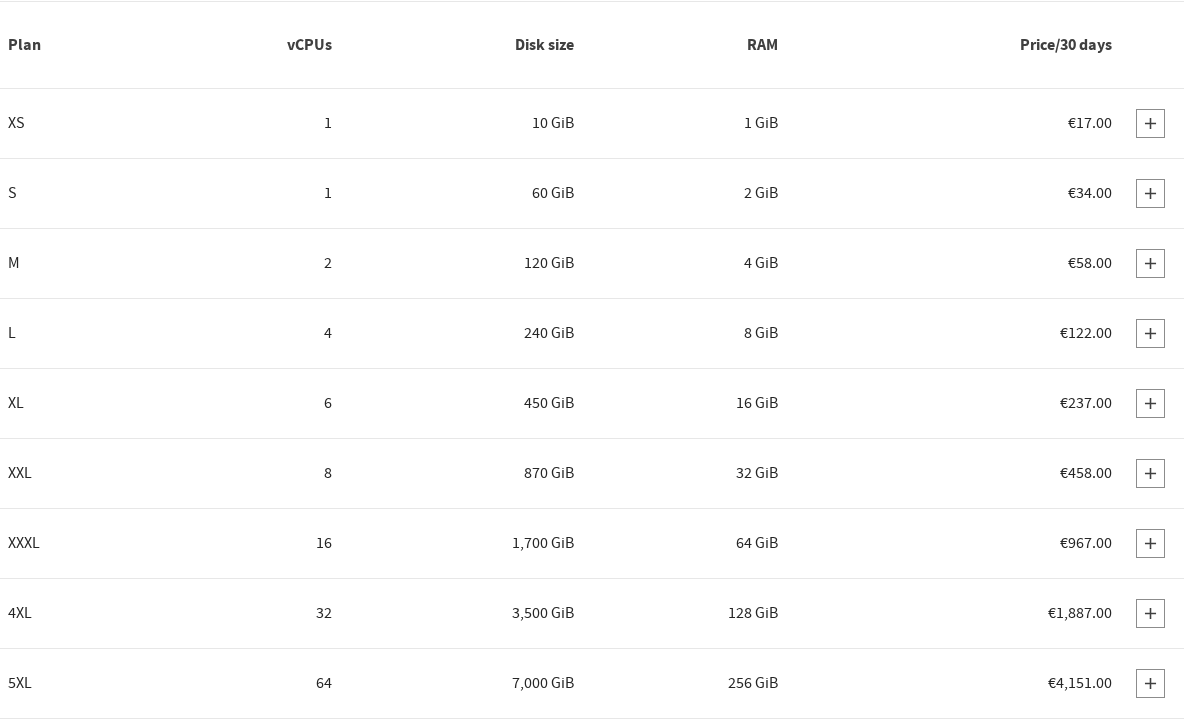 Plan vCPUs Disk size RAM Price/30 days
XS 1 10 GiB 1 GiB €17.00 +
S 1 60 GiB 2 GiB €34.00 +
M 2 120 GiB 4 GiB €58.00 +
L 4 240 GiB 8 GiB €122.00 +
XL 6 450 GiB 16 GiB €237.00 +
XXL 8 870 GiB 32 GiB €458.00 +
XXXL 16 1,700 GiB 64 GiB €967.00 +
4XL 32 3,500 GiB 128 GiB €1,887.00 +
5XL 64 7,000 GiB 256 GiB €4,151.00 +